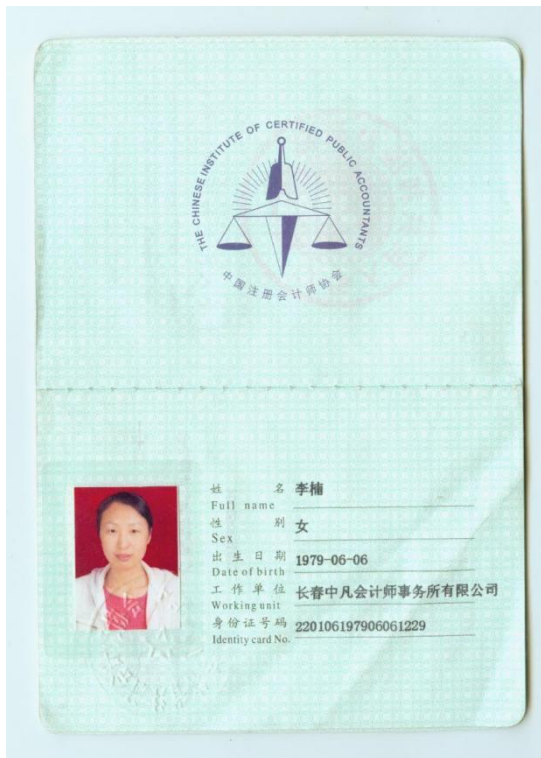 THE CHINESE INSTITUTE OF CERTIFIED PUBLIC ACCOUNTANTS
中国注册会计师协会
姓 名 李楠
Full name
性 别 女
Sex
出生日期 1979-06-06
Date of birth
工作单位 长春中凡会计师事务所有限公司
Working unit
身份证号码 220106197906061229
Identity card No.